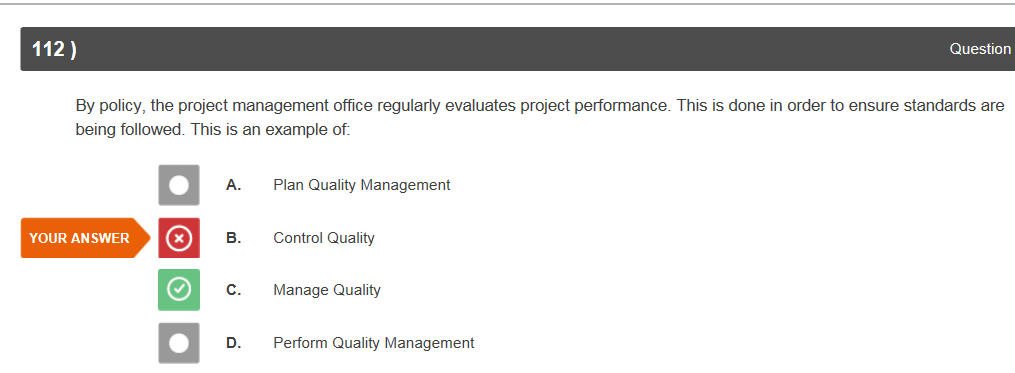 112 ) Question
By policy, the project management office regularly evaluates project performance. This is done in order to ensure standards are
being followed. This is an example of:
A. Plan Quality Management
YOUR ANSWER B. Control Quality
C. Manage Quality
D. Perform Quality Management